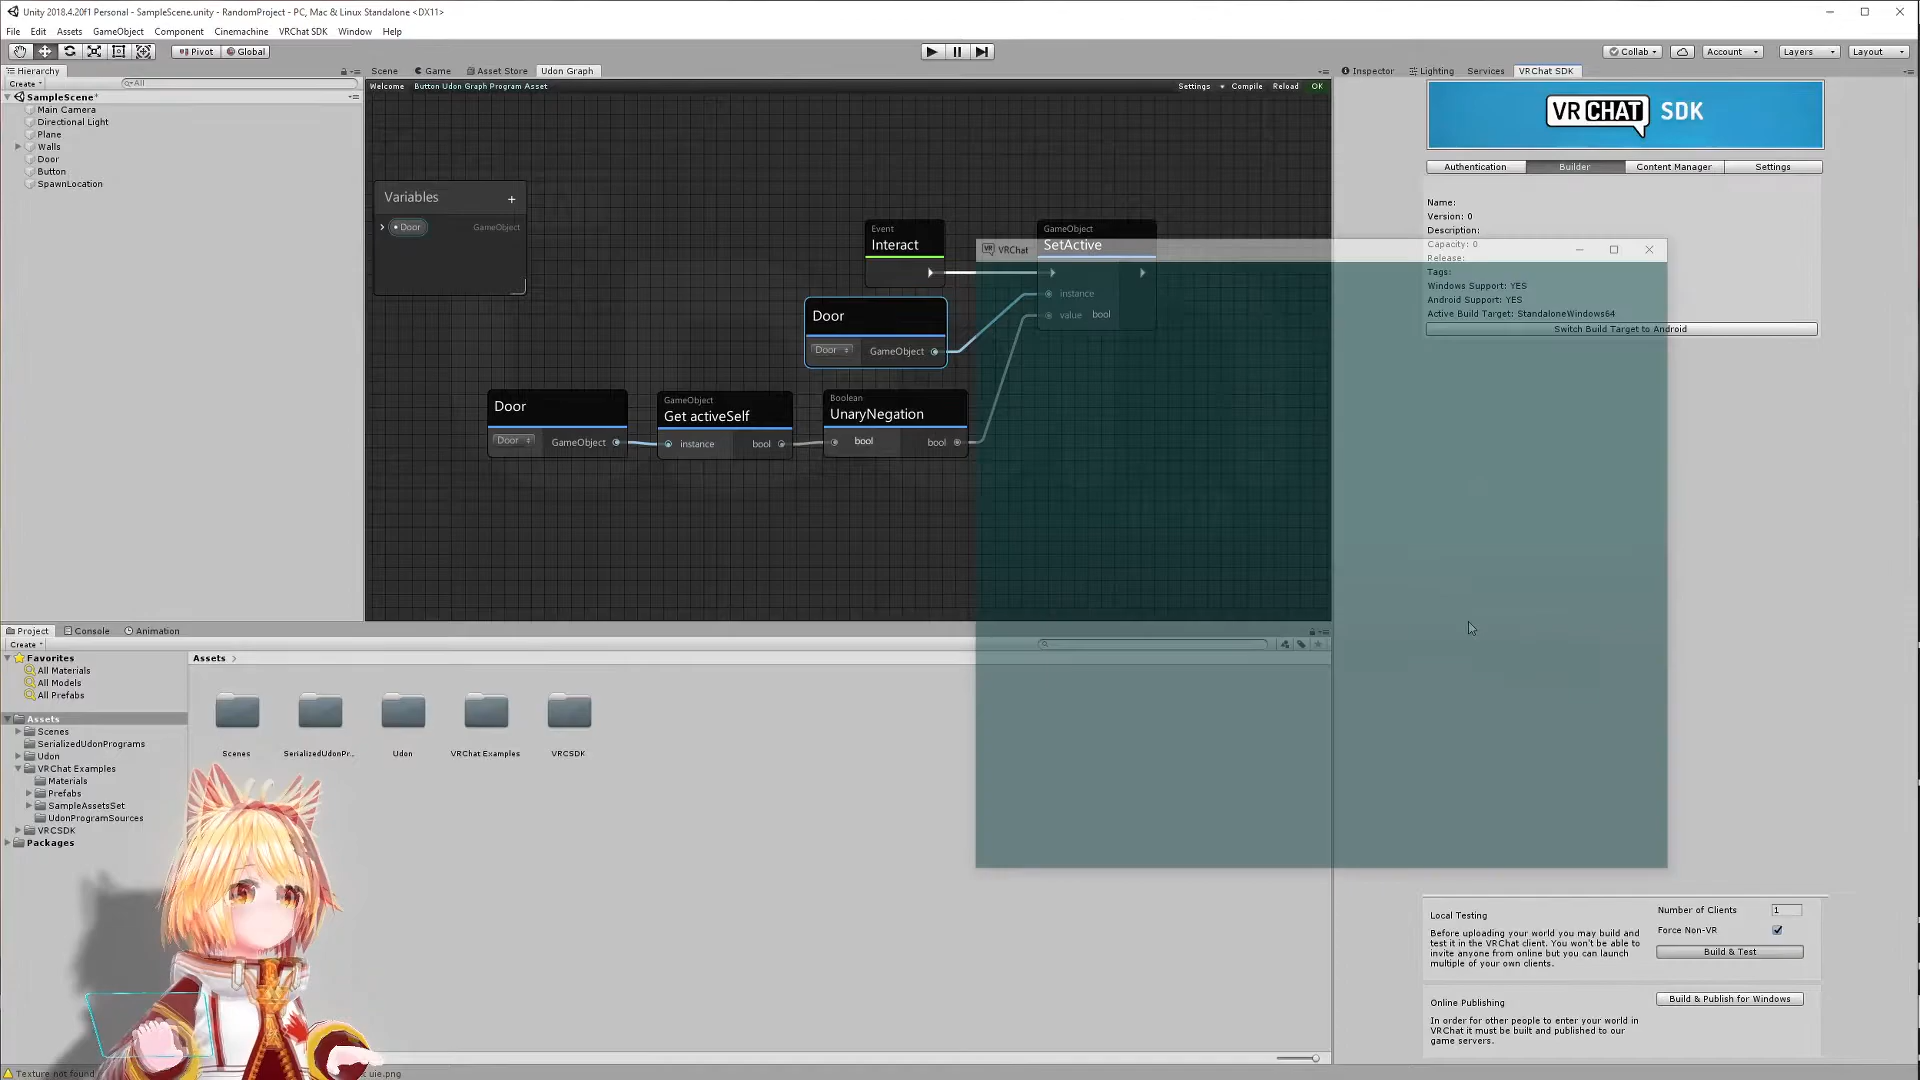 Unity 2018.4.20f1 Personal - SampleScene.unity - RandomProject - PC, Mac & Linux Standalone <DX11>
File Edit Assets GameObject Component Cinemachine VRChat SDK Window Help
Pivot Global
Collab Account Layers Layout
Hierarchy
Create All
SampleScene*
Main Camera
Directional Light
Plane
Walls
Door
Button
SpawnLocation
Scene Game Asset Store Udon Graph
Welcome Button Udon Graph Program Asset Settings Compile Reload OK
Variables +
Door GameObject
Event
Interact
GameObject
SetActive
instance
value bool
Door
Door GameObject
Door
Door GameObject
GameObject
Get activeSelf
instance bool
Boolean
UnaryNegation
bool bool
VRChat
Inspector Lighting Services VRChat SDK
VRCHAT SDK
Authentication Builder Content Manager Settings
Name:
Version: 0
Description:
Capacity: 0
Release:
Tags:
Windows Support: YES
Android Support: YES
Active Build Target: StandaloneWindows64
Switch Build Target to Android
Project Console Animation
Create
Favorites
All Materials
All Models
All Prefabs
Assets
Scenes
SerializedUdonPrograms
Udon
VRChat Examples
Materials
Prefabs
SampleAssetsSet
UdonProgramSources
VRCSDK
Packages
Assets
Scenes SerializedUdonPr... Udon VRChat Examples VRCSDK
Local Testing
Before uploading your world you may build and
test it in the VRChat client. You won't be able to
invite anyone from online but you can launch
multiple of your own clients.
Number of Clients 1
Force Non-VR
Build & Test
Online Publishing
In order for other people to enter your world in
VRChat it must be built and published to our
game servers.
Build & Publish for Windows
Texture not found uie.png